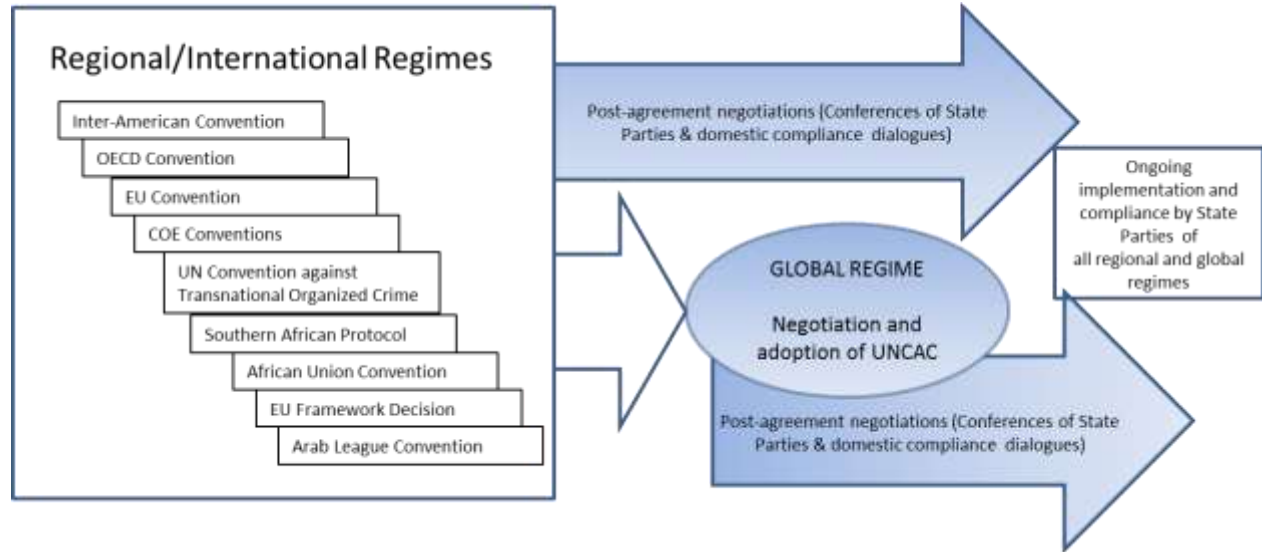 Regional/International Regimes
Inter-American Convention
OECD Convention
EU Convention
COE Conventions
UN Convention against
Transnational Organized Crime
Southern African Protocol
African Union Convention
EU Framework Decision
Arab League Convention
Post-agreement negotiations (Conferences of State
Parties & domestic compliance dialogues)
GLOBAL REGIME
Negotiation and
adoption of UNCAC
Post-agreement negotiations (Conferences of State
Parties & domestic compliance dialogues)
Ongoing
implementation and
compliance by State
Parties of
all regional and global
regimes